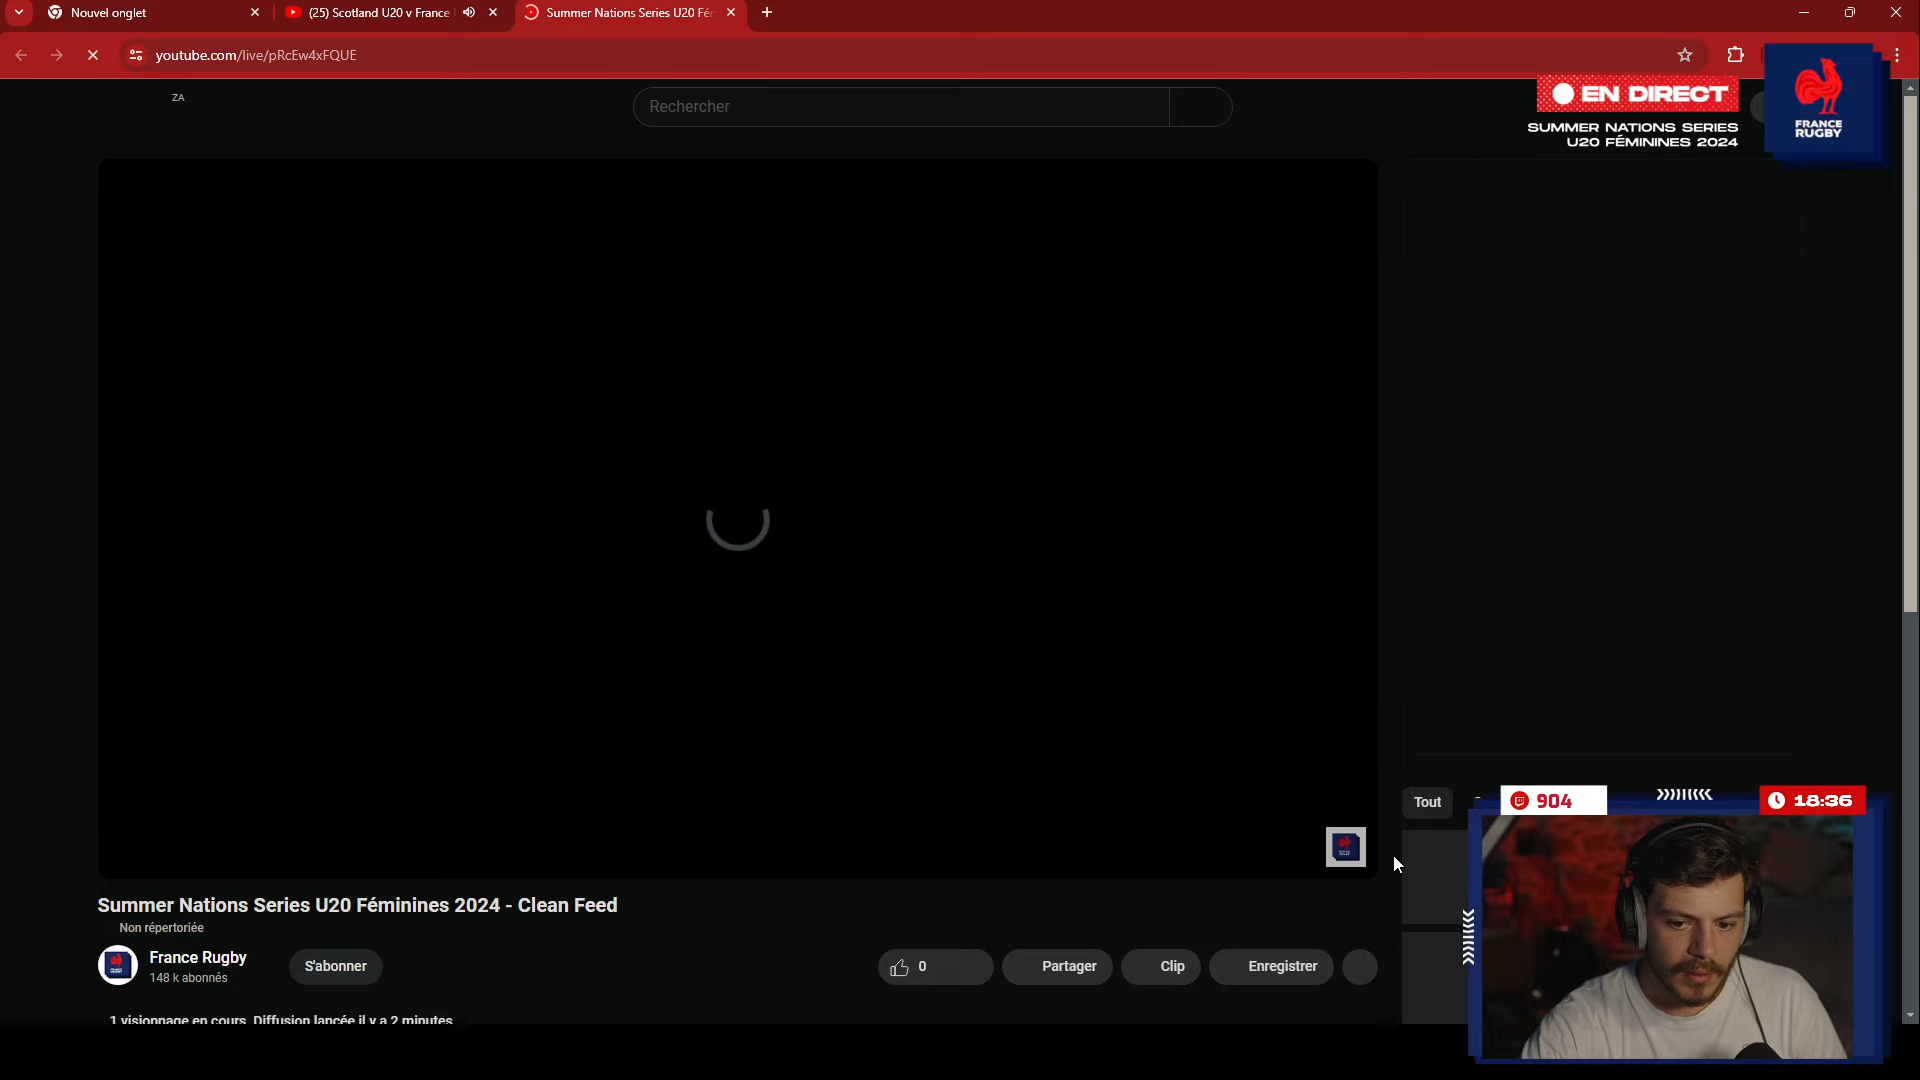 Nouvel onglet
(25) Scotland U20 v France
Summer Nations Series U20 Fér
youtube.com/live/pRcEw4xFQUE
ZA
Rechercher
EN DIRECT
SUMMER NATIONS SERIES
U20 FÉMININES 2024
FRANCE
RUGBY
Tout
904
18:36
Summer Nations Series U20 Féminines 2024 - Clean Feed
Non répertoriée
France Rugby
148 k abonnés
S'abonner
0
Partager
Clip
Enregistrer
1 visionnage en cours Diffusion lancée il y a 2 minutes